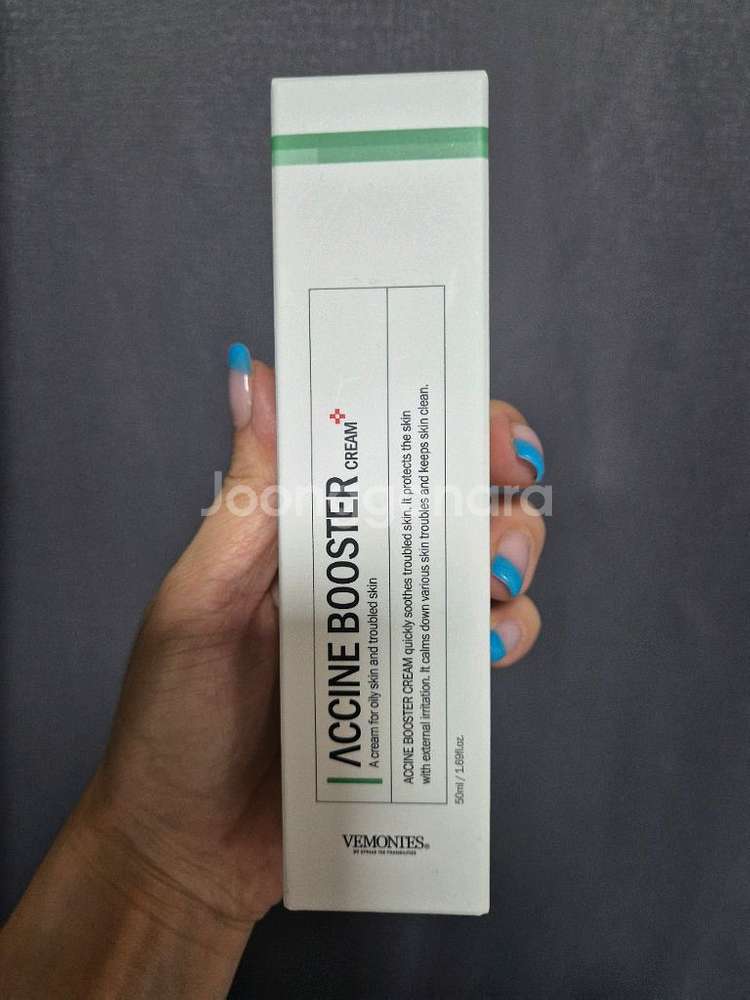 ACCINE BOOSTER CREAM
A cream for oily skin and troubled skin
ACCINE BOOSTER CREAM quickly soothes troubled skin. It protects the skin
with external irritation. It calms down various skin troubles and keeps skin clean.
50ml / 1.69fl.oz.
VEMONTES®
Joonggonara